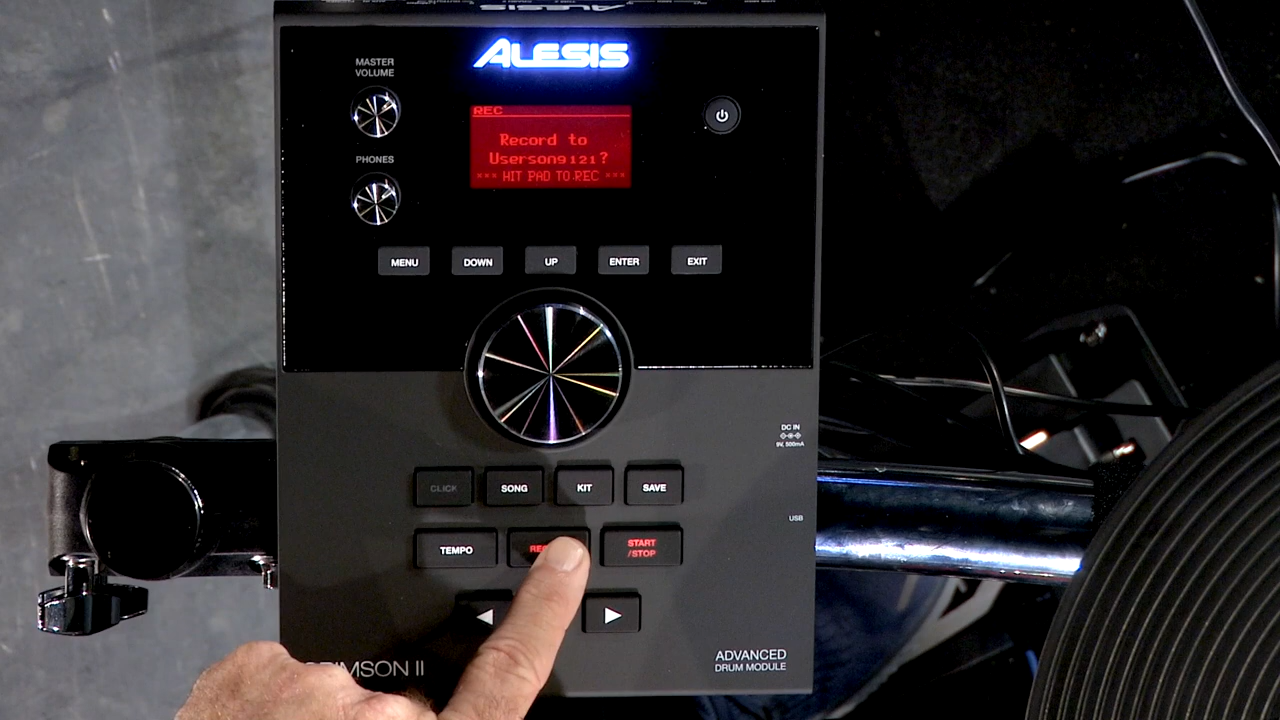 ALESIS
MASTER
VOLUME
PHONES
REC
Record to
Usersong121?
*** HIT PAD TO REC ***
MENU
DOWN
UP
ENTER
EXIT
DC IN
9V, 500mA
CLICK
SONG
KIT
SAVE
USB
TEMPO
START
/STOP
ADVANCED
DRUM MODULE
II